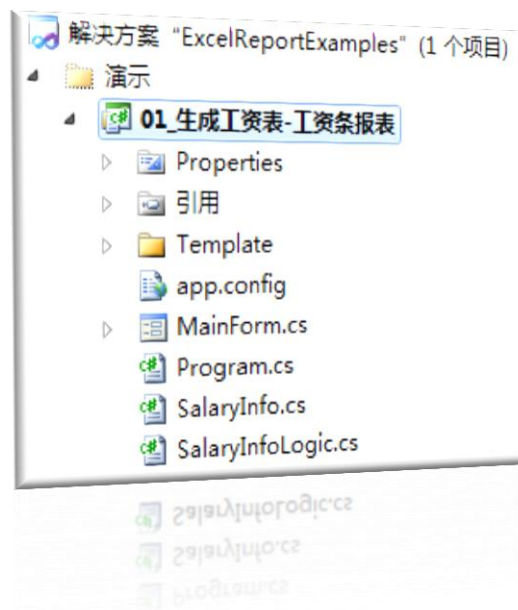 解决方案 "ExcelReportExamples" (1 个项目)
演示
01_生成工资表-工资条报表
Properties
引用
Template
app.config
MainForm.cs
Program.cs
SalaryInfo.cs
SalaryInfoLogic.cs